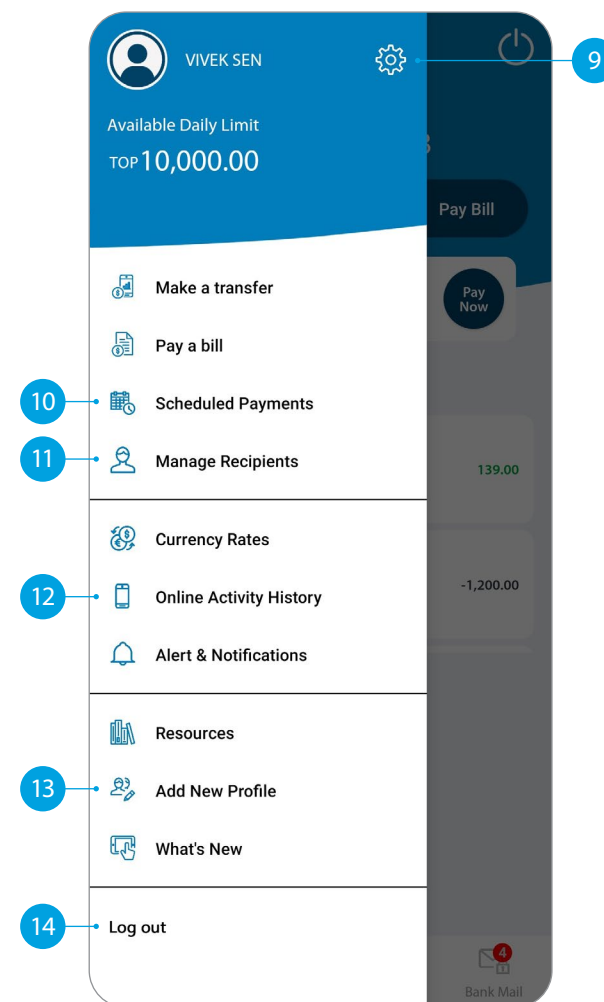 VIVEK SEN
9
Available Daily Limit
TOP 10,000.00
Pay Bill
Make a transfer
Pay
Now
Pay a bill
10
Scheduled Payments
11
Manage Recipients
139.00
Currency Rates
12
Online Activity History
-1,200.00
Alert & Notifications
Resources
13
Add New Profile
What's New
14
Log out
4
Bank Mail